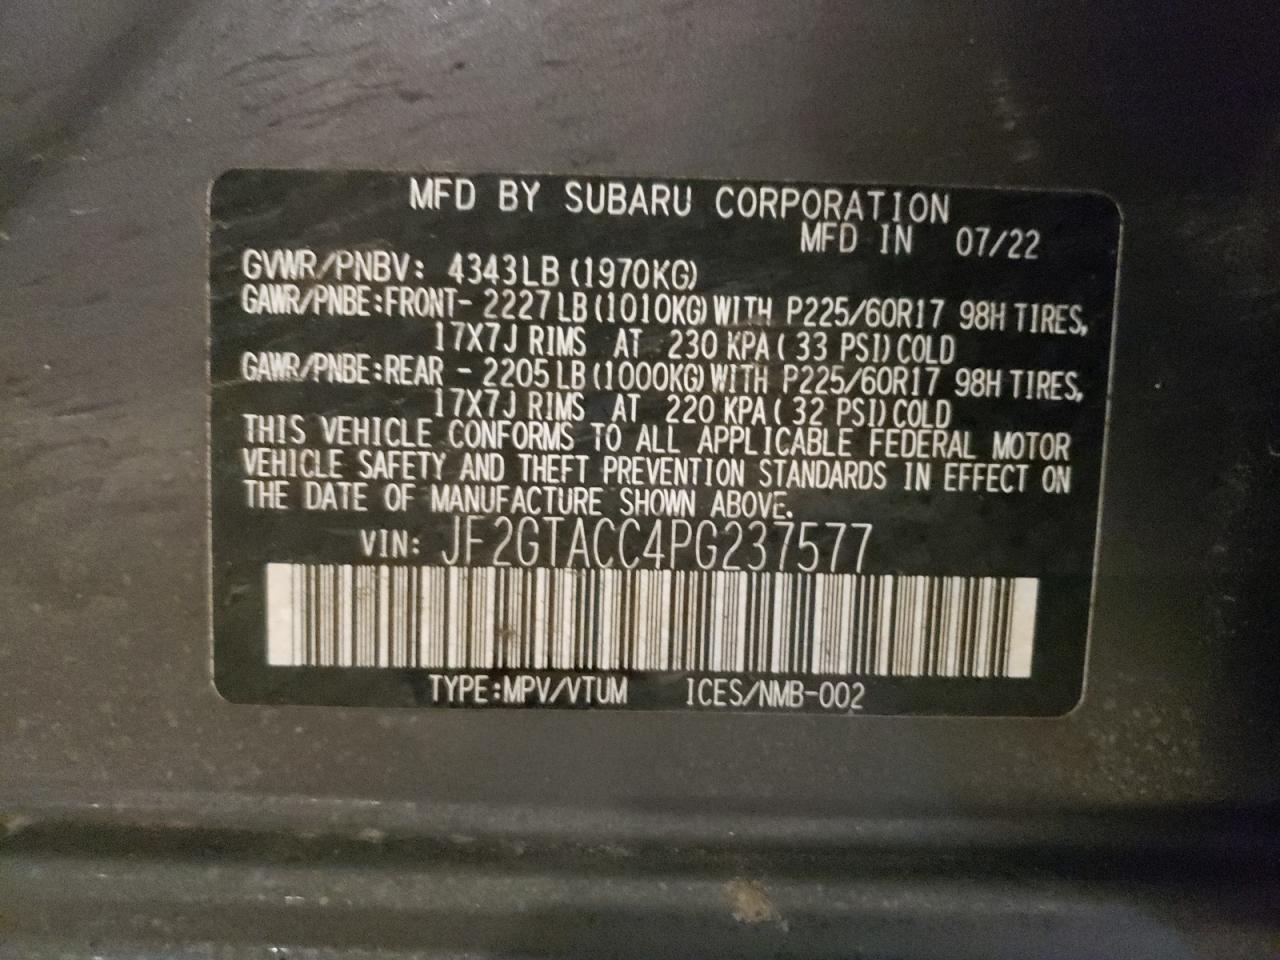 MFD BY SUBARU CORPORATION
MFD IN 07/22
GVWR/PNBV: 4343LB (1970KG)
GAWR/PNBE:FRONT- 2227LB(1010KG)WITH P225/60R17 98H TIRES,
17X7J RIMS AT 230 KPA( 33 PSI)COLD
GAWR/PNBE:REAR - 2205LB(1000KG)WITH P225/60R17 98H TIRES,
17X7J RIMS AT 220 KPA( 32 PSI)COLD
THIS VEHICLE CONFORMS TO ALL APPLICABLE FEDERAL MOTOR
VEHICLE SAFETY AND THEFT PREVENTION STANDARDS IN EFFECT ON
THE DATE OF MANUFACTURE SHOWN ABOVE.
VIN: JF2GTACC4PG237577
TYPE:MPV/VTUM ICES/NMB-002